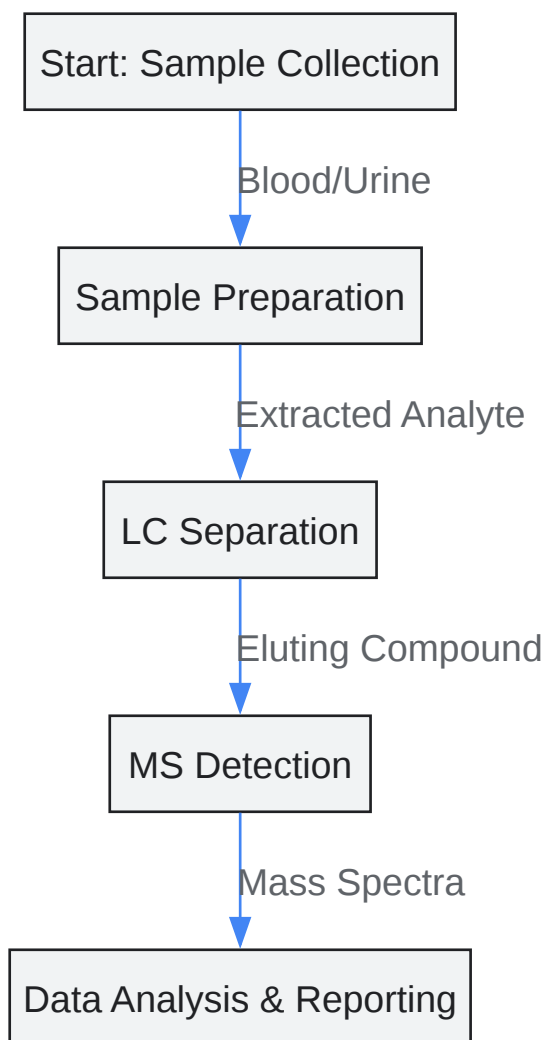 Start: Sample Collection
Blood/Urine
Sample Preparation
Extracted Analyte
LC Separation
Eluting Compound
MS Detection
Mass Spectra
Data Analysis & Reporting